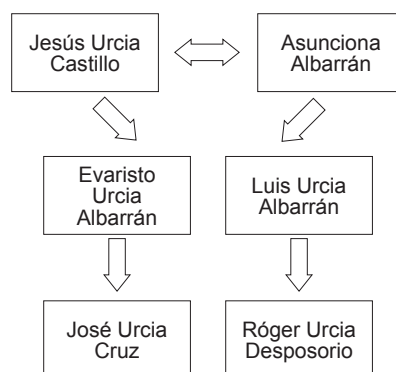 Jesús Urcia
Castillo
Asunciona
Albarrán
Evaristo
Urcia
Albarrán
Luis Urcia
Albarrán
José Urcia
Cruz
Róger Urcia
Desposorio